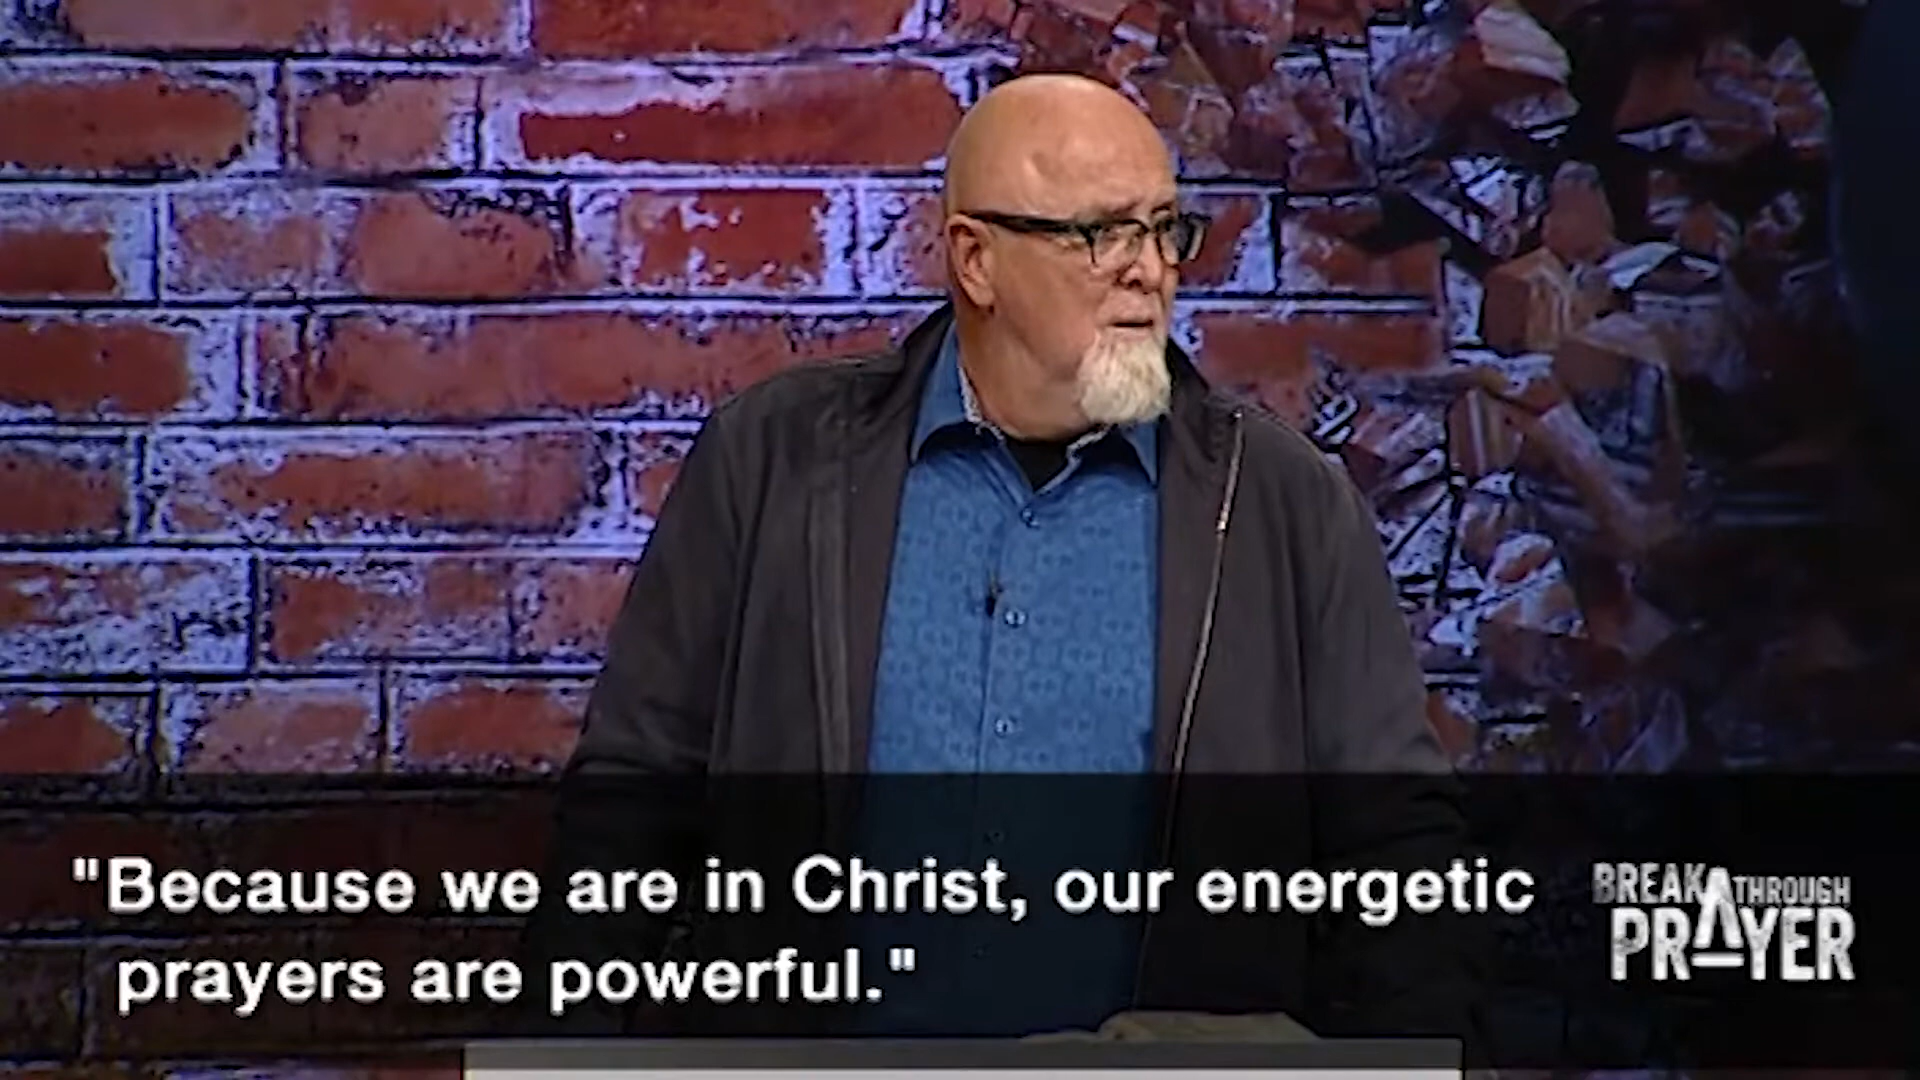 "Because we are in Christ, our energetic
prayers are powerful."
BREAKTHROUGH
PRAYER